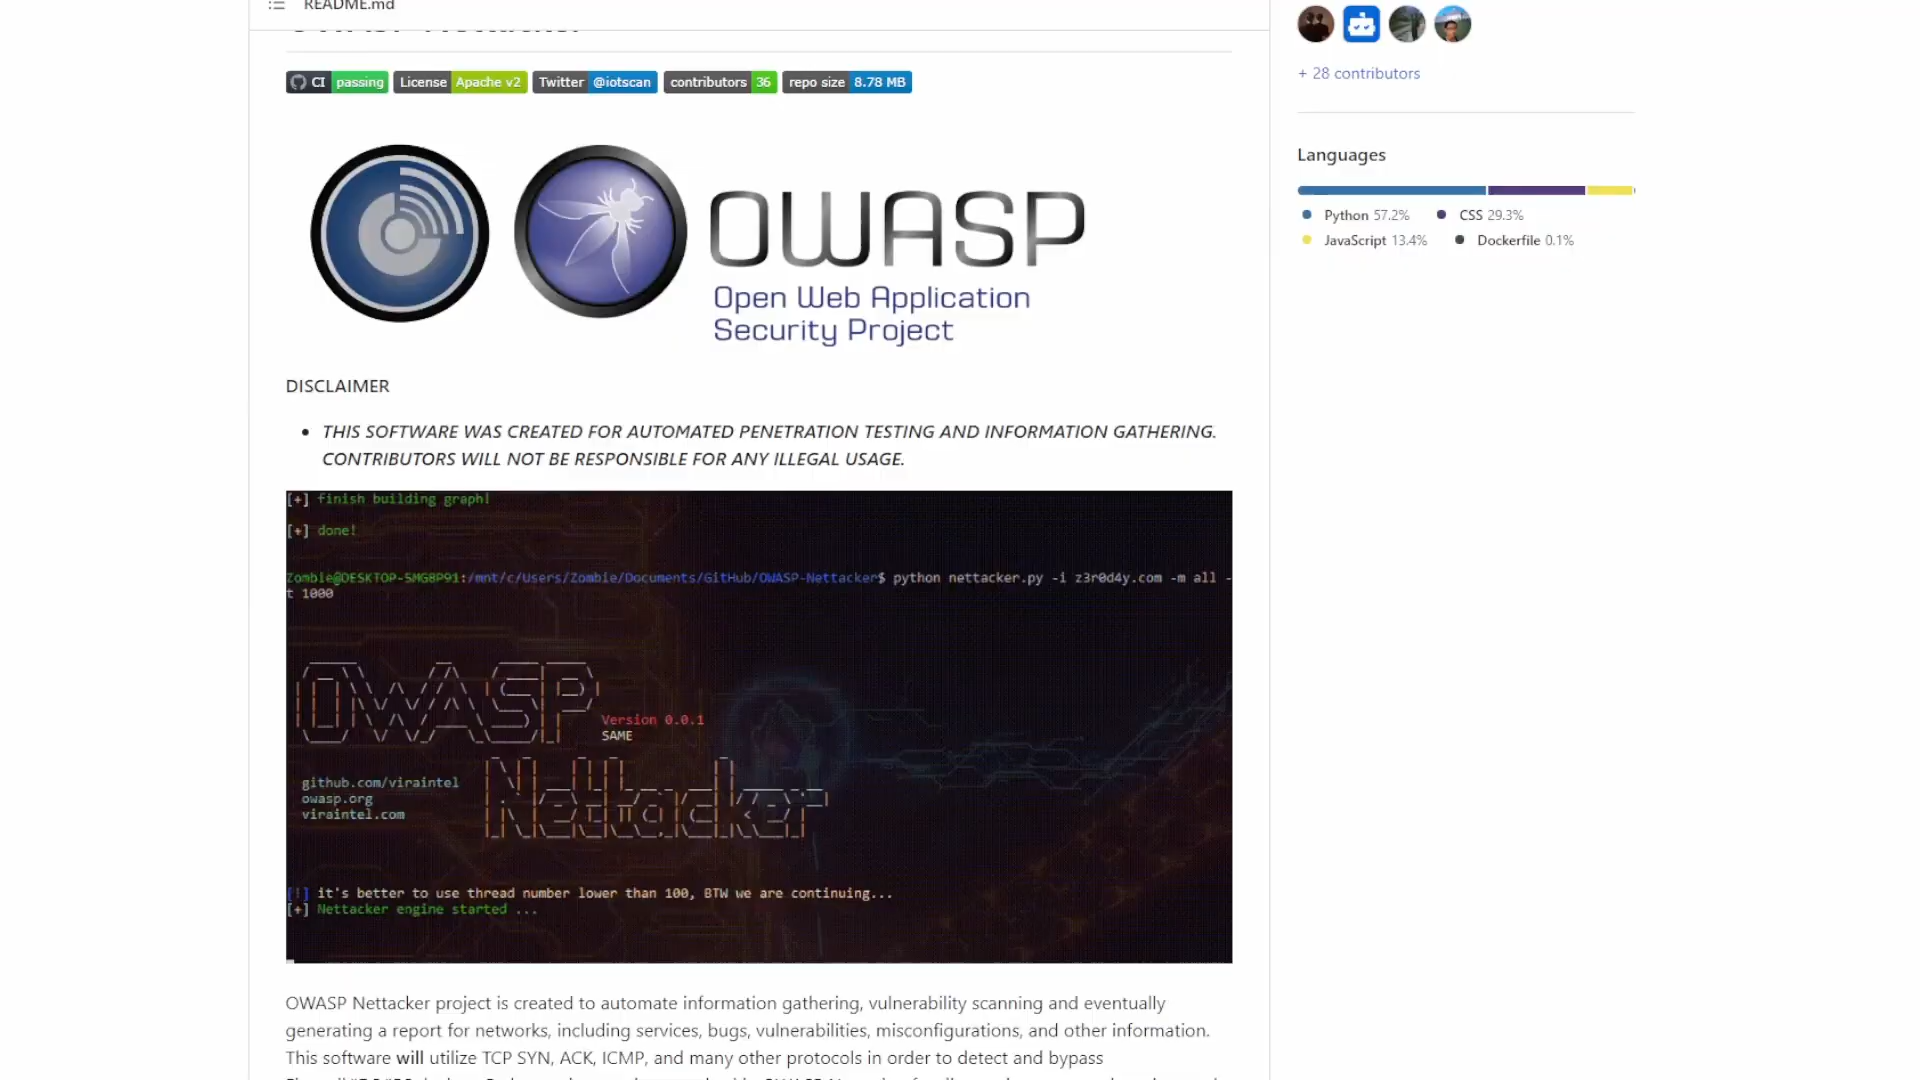 README.md
CI passing License Apache v2 Twitter @iotscan contributors 36 repo size 8.78 MB
OWASP
Open Web Application
Security Project
DISCLAIMER
• THIS SOFTWARE WAS CREATED FOR AUTOMATED PENETRATION TESTING AND INFORMATION GATHERING.
CONTRIBUTORS WILL NOT BE RESPONSIBLE FOR ANY ILLEGAL USAGE.
[+] finish building graph!
[+] done!
Zombie@DESKTOP-5MG8P91:/mnt/c/Users/Zombie/Documents/GitHub/OWASP-Nettacker$ python nettacker.py -i z3r0d4y.com -m all -
t 1000
OWASP
Version 0.0.1
SAME
Nettacker
github.com/viraintel
owasp.org
viraintel.com
[!] it's better to use thread number lower than 100, BTW we are continuing...
[+] Nettacker engine started ...
OWASP Nettacker project is created to automate information gathering, vulnerability scanning and eventually
generating a report for networks, including services, bugs, vulnerabilities, misconfigurations, and other information.
This software will utilize TCP SYN, ACK, ICMP, and many other protocols in order to detect and bypass
+ 28 contributors
Languages
Python 57.2% CSS 29.3%
JavaScript 13.4% Dockerfile 0.1%